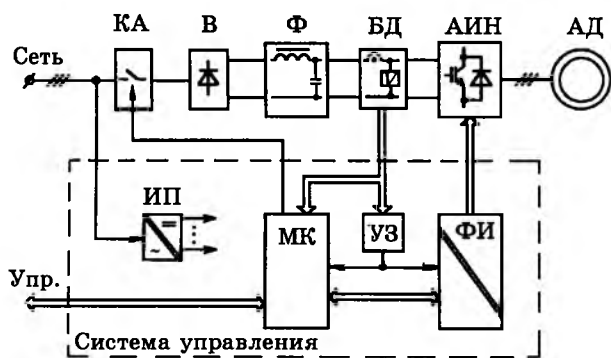 КА В Ф БД АИН АД
Сеть
ИП
МК УЗ ФИ
Упр.
Система управления